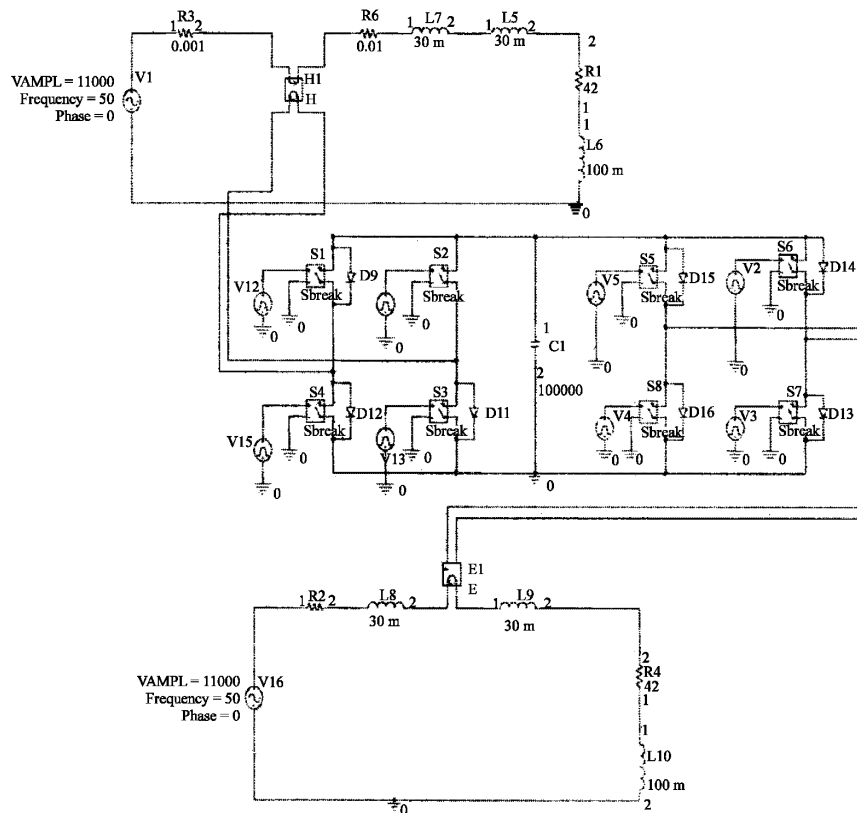 R3
1 2
0.001
R6
0.01
L7
1 2
30 m
L5
1 2
30 m
2
R1
42
1
1
L6
100 m
0
VAMPL = 11000
Frequency = 50
Phase = 0
V1
H1
H
S1
Sbreak
D9
V12
0
0
S2
Sbreak
0
0
S4
Sbreak
D12
V15
0
0
S3
Sbreak
D11
V13
0
0
1
C1
2
100000
0
S5
Sbreak
D15
V5
0
0
S6
Sbreak
D14
V2
0
0
S8
Sbreak
D16
V4
0
0
S7
Sbreak
D13
V3
0
0
E1
E
R2
1 2
L8
2
30 m
L9
1 2
30 m
2
R4
42
1
1
L10
100 m
2
VAMPL = 11000
Frequency = 50
Phase = 0
V16
0